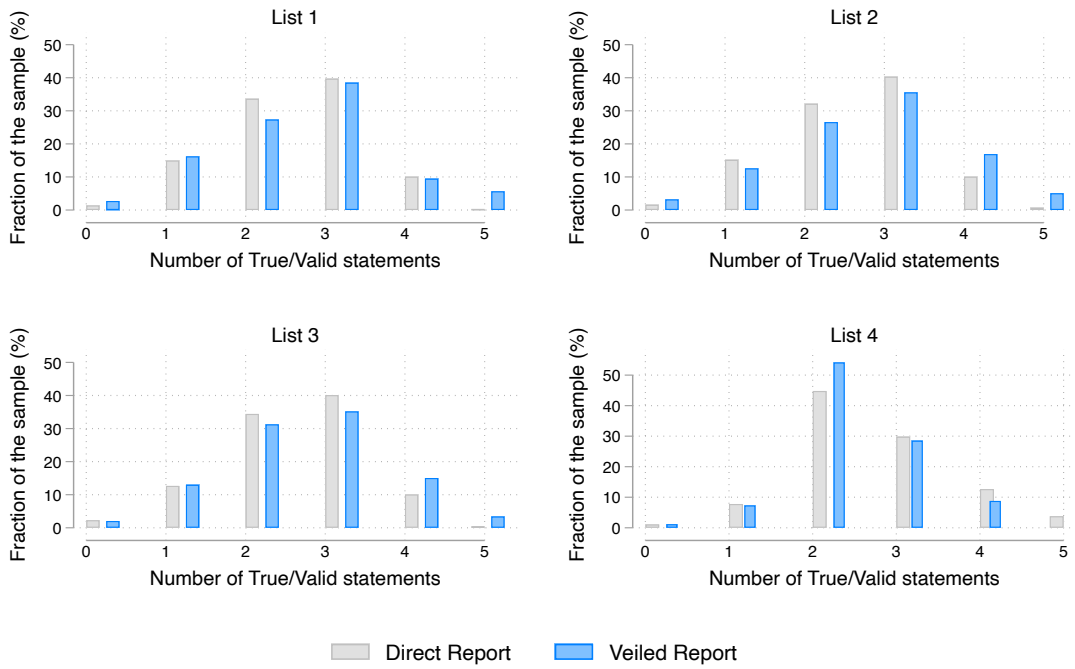 List 1
Fraction of the sample (%)
50
40
30
20
10
0
0 1 2 3 4 5
Number of True/Valid statements
List 2
Fraction of the sample (%)
50
40
30
20
10
0
0 1 2 3 4 5
Number of True/Valid statements
List 3
Fraction of the sample (%)
50
40
30
20
10
0
0 1 2 3 4 5
Number of True/Valid statements
List 4
Fraction of the sample (%)
50
40
30
20
10
0
0 1 2 3 4 5
Number of True/Valid statements
Direct Report Veiled Report